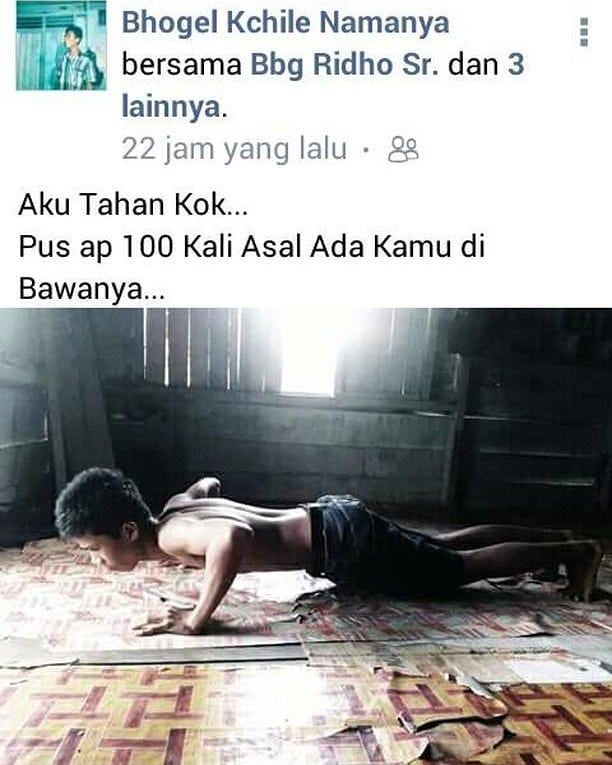 Bhogel Kchile Namanya
bersama Bbg Ridho Sr. dan 3
lainnya.
22 jam yang lalu ·
Aku Tahan Kok...
Pus ap 100 Kali Asal Ada Kamu di
Bawanya...